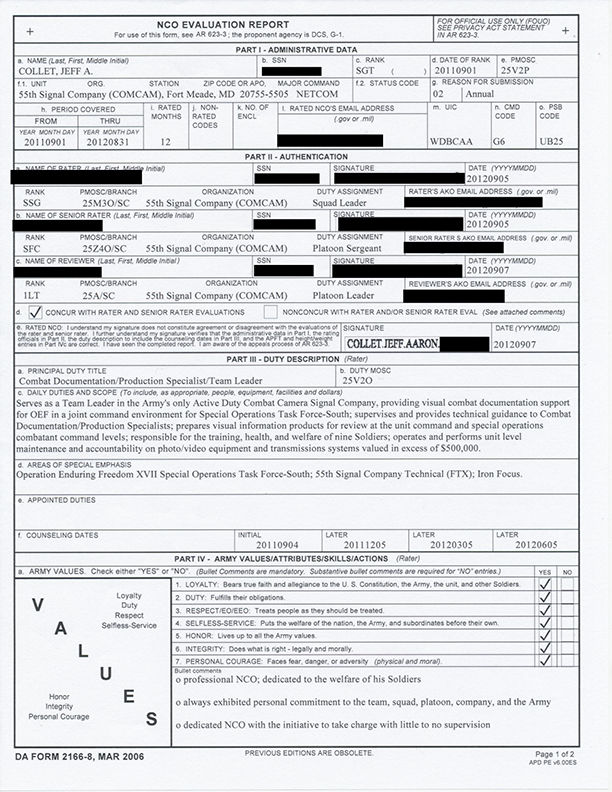 NCO EVALUATION REPORT
For use of this form, see AR 623-3; the proponent agency is DCS, G-1.
FOR OFFICIAL USE ONLY (FOUO)
SEE PRIVACY ACT STATEMENT
IN AR 623-3.
PART I - ADMINISTRATIVE DATA
a. NAME (Last, First, Middle Initial) b. SSN c. RANK d. DATE OF RANK e. PMOSC
COLLET, JEFF A. SGT ( ) 20110901 25V2P
f.1. UNIT ORG. STATION ZIP CODE OR APO, MAJOR COMMAND f.2. STATUS CODE g. REASON FOR SUBMISSION
55th Signal Company (COMCAM), Fort Meade, MD 20755-5505 NETCOM 02 Annual
h. PERIOD COVERED i. RATED MONTHS j. NON-RATED CODES k. NO. OF ENCL l. RATED NCO'S EMAIL ADDRESS (.gov or .mil) m. UIC n. CMD CODE o. PSB CODE
FROM THRU
YEAR MONTH DAY YEAR MONTH DAY
20110901 20120831 12 WDBCAA G6 UB25
PART II - AUTHENTICATION
a. NAME OF RATER (Last, First, Middle Initial) SSN SIGNATURE DATE (YYYYMMDD)
20120905
RANK PMOSC/BRANCH ORGANIZATION DUTY ASSIGNMENT RATER'S AKO EMAIL ADDRESS (.gov or .mil)
SSG 25M3O/SC 55th Signal Company (COMCAM) Squad Leader
b. NAME OF SENIOR RATER (Last, First, Middle Initial) SSN SIGNATURE DATE (YYYYMMDD)
20120905
RANK PMOSC/BRANCH ORGANIZATION DUTY ASSIGNMENT SENIOR RATER S AKO EMAIL ADDRESS (.gov or .mil)
SFC 25Z4O/SC 55th Signal Company (COMCAM) Platoon Sergeant
c. NAME OF REVIEWER (Last, First, Middle Initial) SSN SIGNATURE DATE (YYYYMMDD)
20120907
RANK PMOSC/BRANCH ORGANIZATION DUTY ASSIGNMENT REVIEWER'S AKO EMAIL ADDRESS (.gov or .mil)
1LT 25A/SC 55th Signal Company (COMCAM) Platoon Leader
d. CONCUR WITH RATER AND SENIOR RATER EVALUATIONS NONCONCUR WITH RATER AND/OR SENIOR RATER EVAL (See attached comments)
e. RATED NCO: I understand my signature does not constitute agreement or disagreement with the evaluations of
the rater and senior rater. I further understand my signature verifies that the administrative data in Part I, the rating
officials in Part II, the duty description to include the counseling dates in Part III, and the APFT and height/weight
entries in Part IVc are correct. I have seen the completed report. I am aware of the appeals process of AR 623-3.
SIGNATURE DATE (YYYYMMDD)
COLLET.JEFF.AARON. 20120907
PART III - DUTY DESCRIPTION (Rater)
a. PRINCIPAL DUTY TITLE b. DUTY MOSC
Combat Documentation/Production Specialist/Team Leader 25V2O
c. DAILY DUTIES AND SCOPE (To include, as appropriate, people, equipment, facilities and dollars)
Serves as a Team Leader in the Army's only Active Duty Combat Camera Signal Company, providing visual combat documentation support
for OEF in a joint command environment for Special Operations Task Force-South; supervises and provides technical guidance to Combat
Documentation/Production Specialists; prepares visual information products for review at the unit command and special operations
combatant command levels; responsible for the training, health, and welfare of nine Soldiers; operates and performs unit level
maintenance and accountability on photo/video equipment and transmissions systems valued in excess of $500,000.
d. AREAS OF SPECIAL EMPHASIS
Operation Enduring Freedom XVII Special Operations Task Force-South; 55th Signal Company Technical (FTX); Iron Focus.
e. APPOINTED DUTIES
f. COUNSELING DATES INITIAL LATER LATER LATER
20110904 20111205 20120305 20120605
PART IV - ARMY VALUES/ATTRIBUTES/SKILLS/ACTIONS (Rater)
a. ARMY VALUES. Check either "YES" or "NO". (Bullet Comments are mandatory. Substantive bullet comments are required for "NO" entries.) YES NO
VALUES
Loyalty
Duty
Respect
Selfless-Service
Honor
Integrity
Personal Courage
1. LOYALTY: Bears true faith and allegiance to the U. S. Constitution, the Army, the unit, and other Soldiers.
2. DUTY: Fulfills their obligations.
3. RESPECT/EO/EEO: Treats people as they should be treated.
4. SELFLESS-SERVICE: Puts the welfare of the nation, the Army, and subordinates before their own.
5. HONOR: Lives up to all the Army values.
6. INTEGRITY: Does what is right - legally and morally.
7. PERSONAL COURAGE: Faces fear, danger, or adversity (physical and moral).
Bullet comments
o professional NCO; dedicated to the welfare of his Soldiers
o always exhibited personal commitment to the team, squad, platoon, company, and the Army
o dedicated NCO with the initiative to take charge with little to no supervision
DA FORM 2166-8, MAR 2006
PREVIOUS EDITIONS ARE OBSOLETE.
Page 1 of 2
APD PE v6.00ES